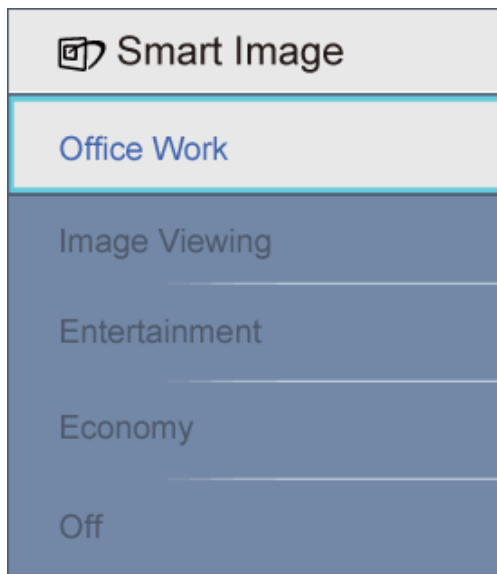 Smart Image
Office Work
Image Viewing
Entertainment
Economy
Off